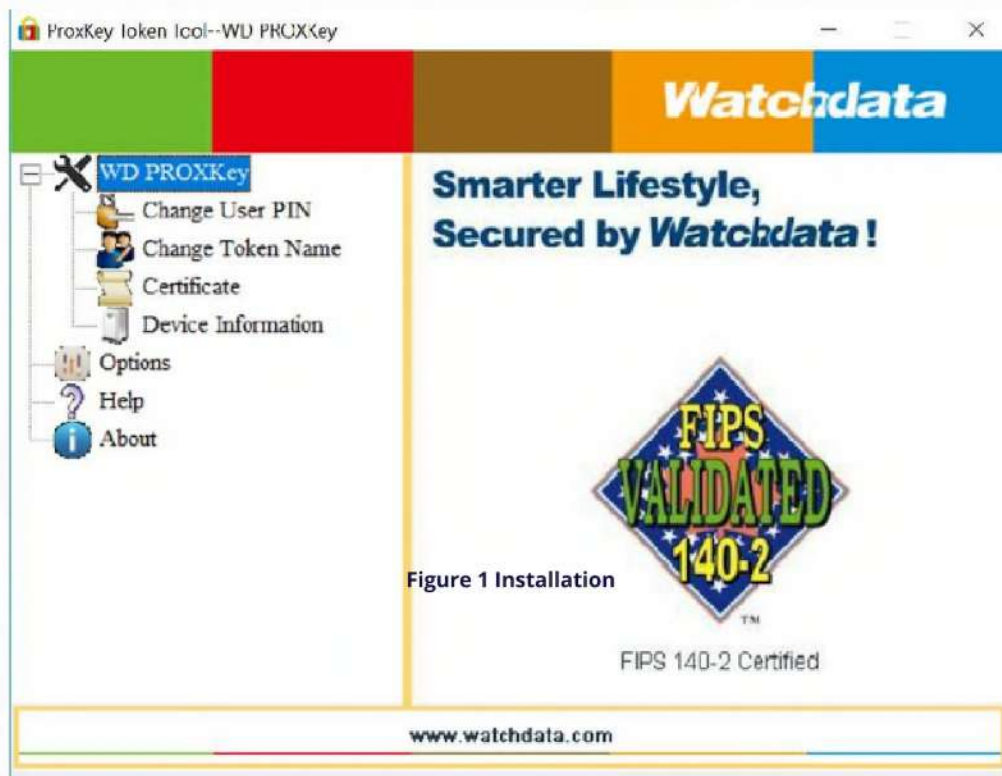 ProxKey Token Tool--WD PROXKey
Watchdata
WD PROXKey
Change User PIN
Change Token Name
Certificate
Device Information
Options
Help
About
Smarter Lifestyle,
Secured by Watchdata!
FIPS
VALIDATED
140-2
TM
FIPS 140-2 Certified
Figure 1 Installation
www.watchdata.com